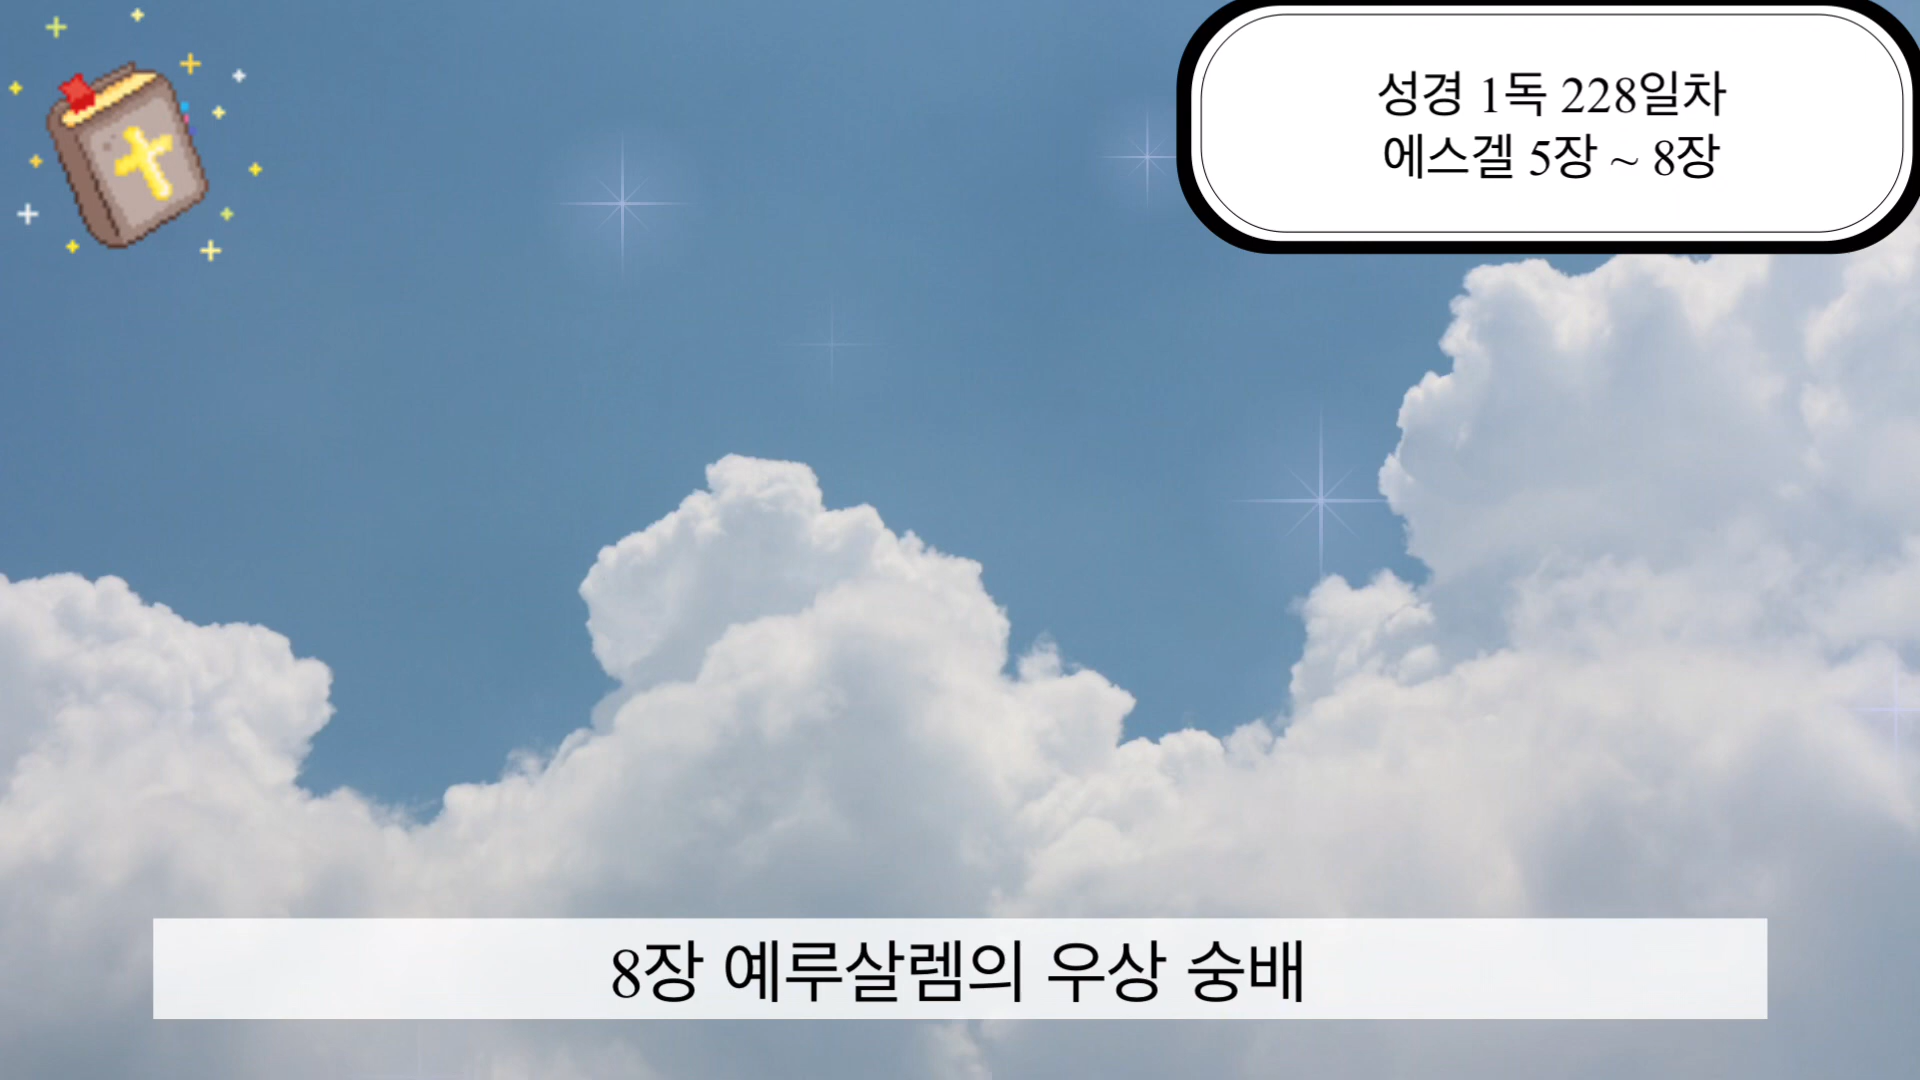 성경 1독 228일차
에스겔 5장 ~ 8장
8장 예루살렘의 우상 숭배